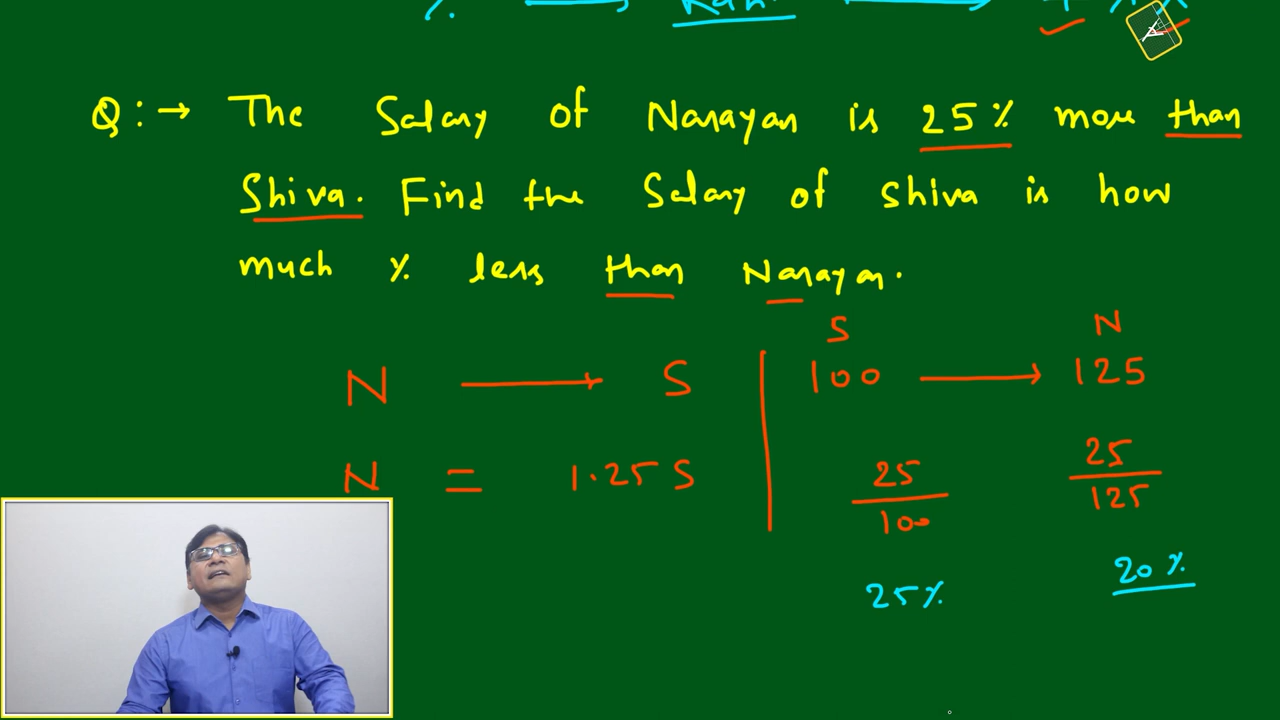 %
Q:→ The Salary of Narayan is 25% more than
Shiva. Find the Salary of shiva is how
much % less than Narayan.
S N
N → S 100 → 125
N = 1.25 S
25/100 25/125
25% 20%